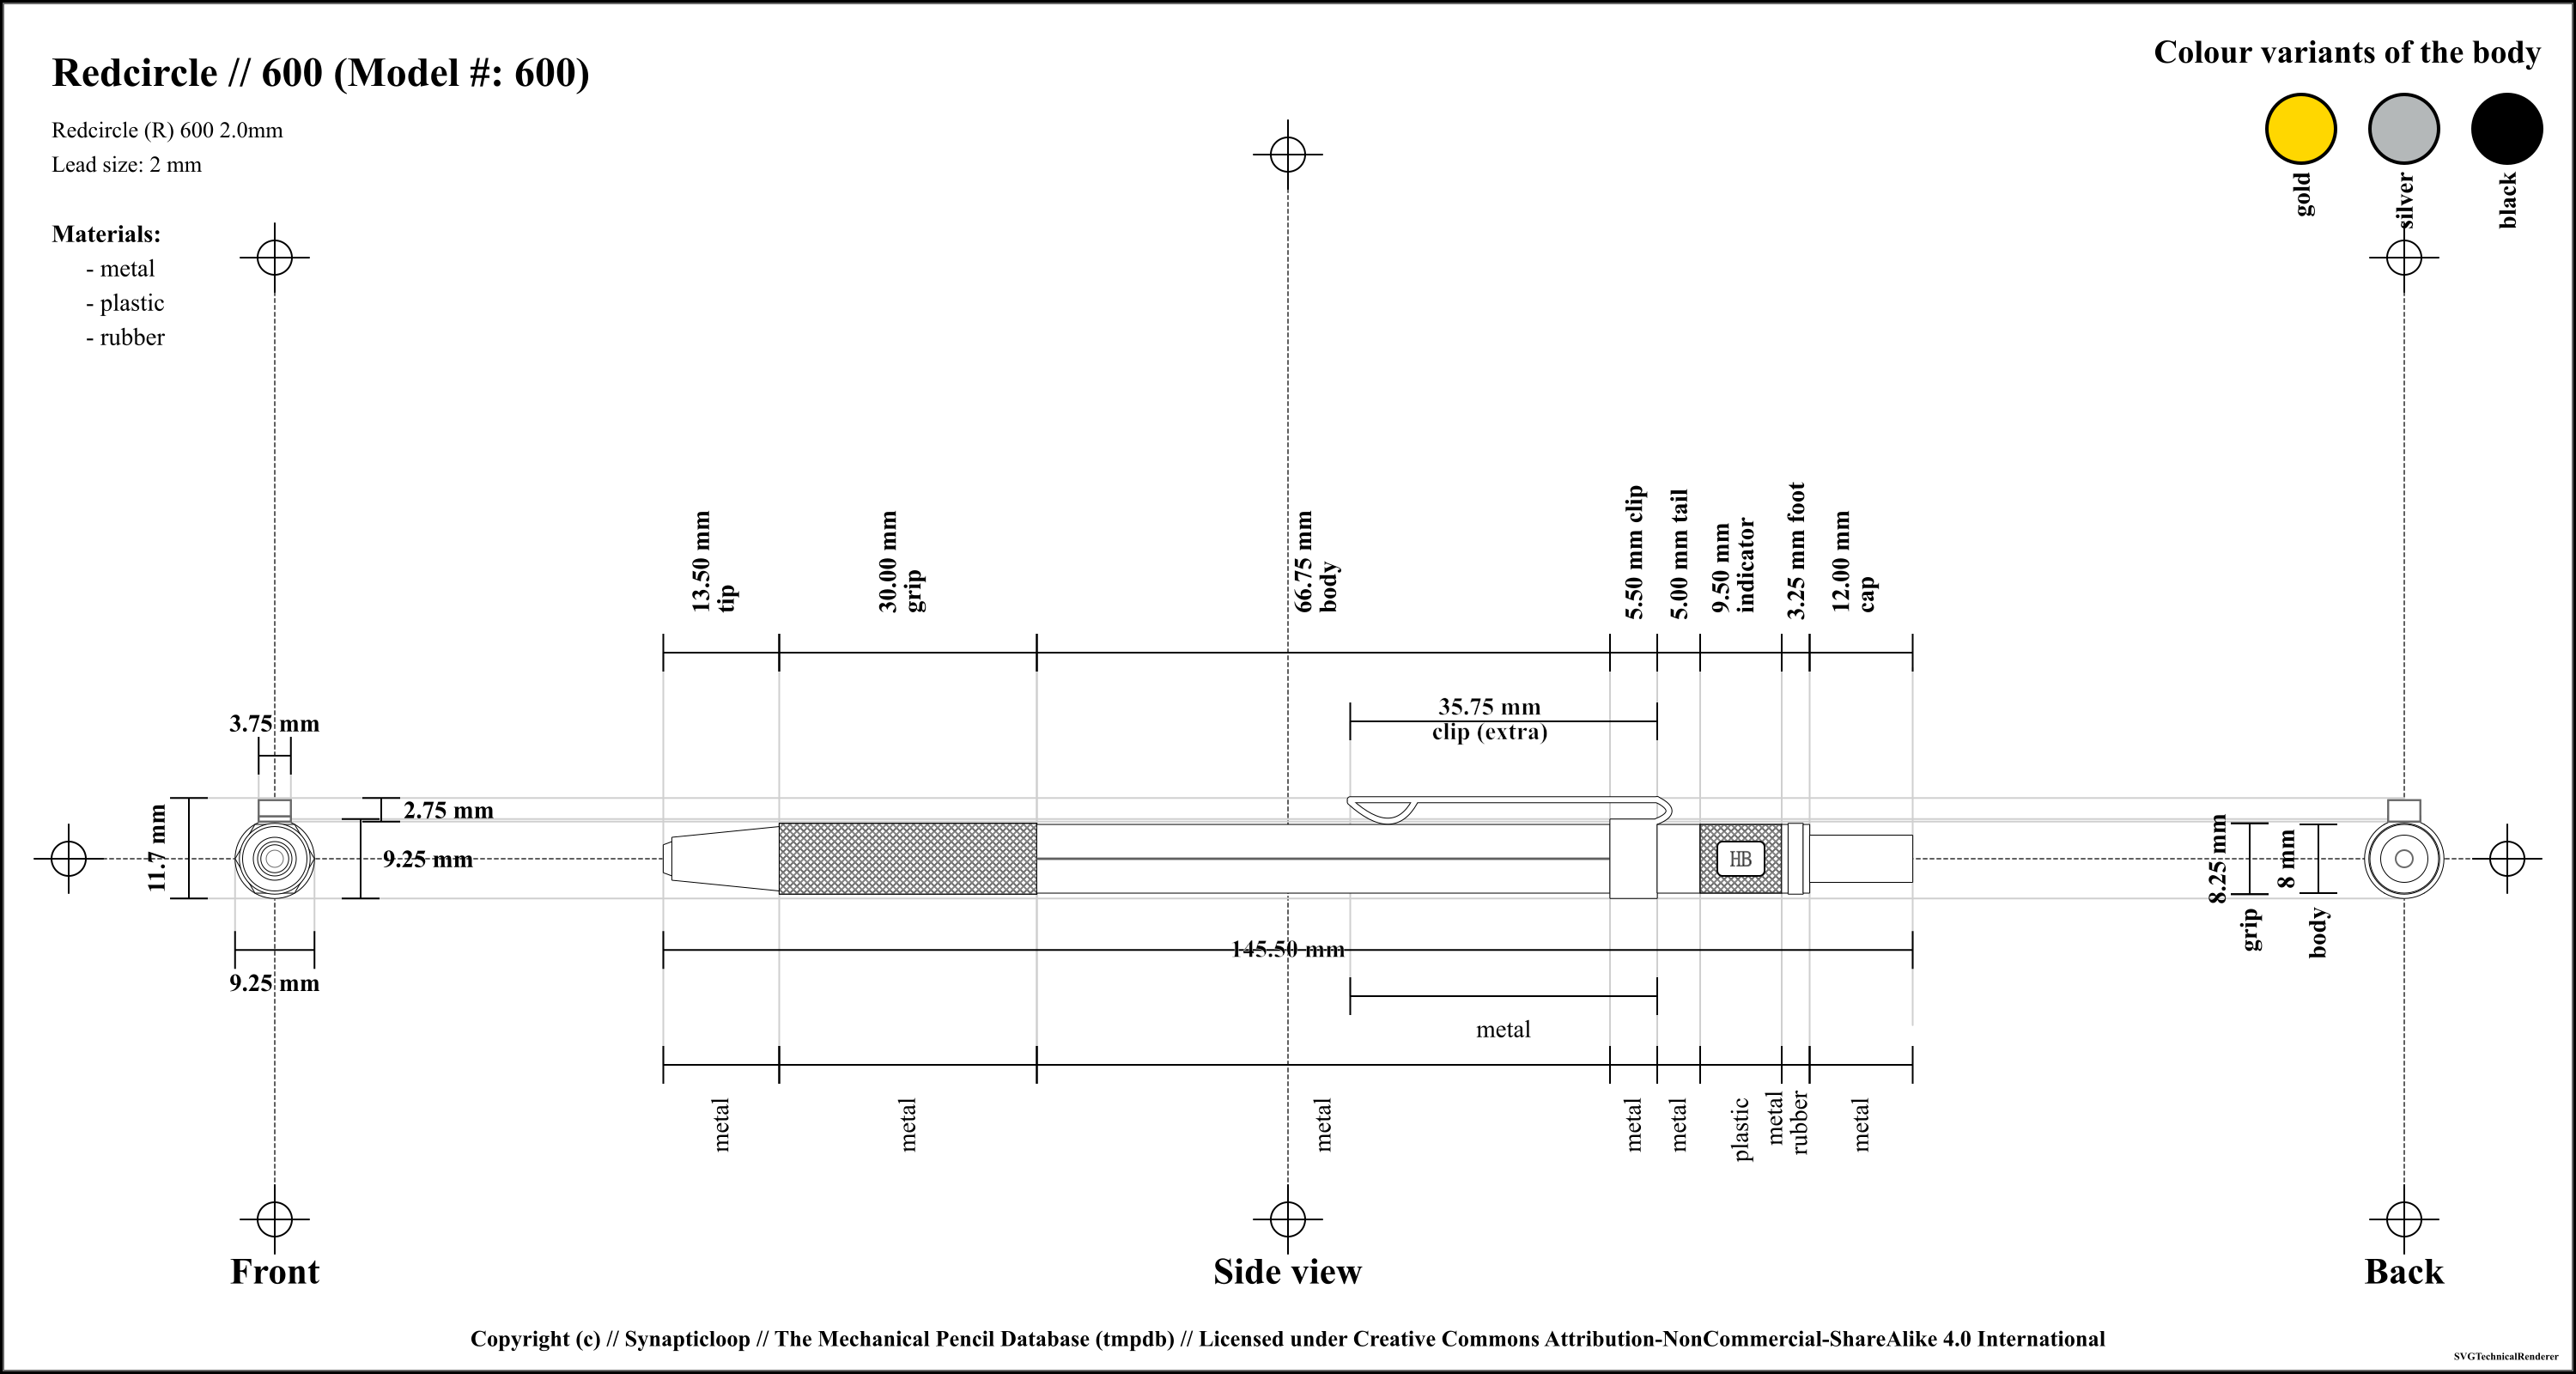 Redcircle // 600 (Model #: 600)
Redcircle (R) 600 2.0mm
Lead size: 2 mm
Materials:
- metal
- plastic
- rubber
Colour variants of the body
gold
silver
black
13.50 mm
tip
30.00 mm
grip
66.75 mm
body
5.50 mm clip
5.00 mm tail
9.50 mm
indicator
3.25 mm foot
12.00 mm
cap
35.75 mm
clip (extra)
3.75 mm
11.7 mm
2.75 mm
9.25 mm
9.25 mm
HB
8.25 mm
grip
8 mm
body
145.50 mm
metal
metal
metal
metal
metal
metal
plastic
metal
rubber
metal
Front
Side view
Back
Copyright (c) // Synapticloop // The Mechanical Pencil Database (tmpdb) // Licensed under Creative Commons Attribution-NonCommercial-ShareAlike 4.0 International
SVGTechnicalRenderer